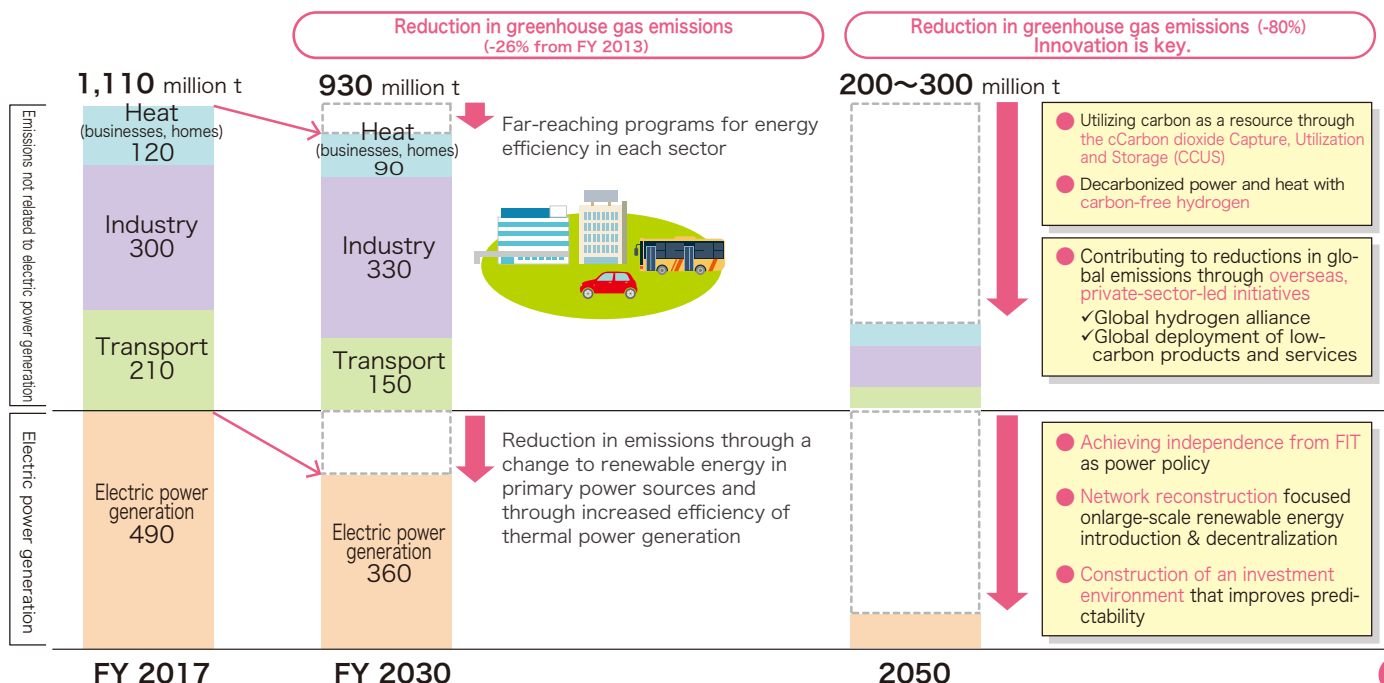 Reduction in greenhouse gas emissions
(-26% from FY 2013)
Reduction in greenhouse gas emissions (-80%)
Innovation is key.
1,110 million t
930 million t
200～300 million t
Emissions not related to electric power generation
Heat
(businesses, homes)
120
Industry
300
Transport
210
Heat
(businesses, homes)
90
Industry
330
Transport
150
Far-reaching programs for energy
efficiency in each sector
● Utilizing carbon as a resource through
the cCarbon dioxide Capture, Utilization
and Storage (CCUS)
● Decarbonized power and heat with
carbon-free hydrogen
● Contributing to reductions in glo-
bal emissions through overseas,
private-sector-led initiatives
✓Global hydrogen alliance
✓Global deployment of low-
carbon products and services
Electric power generation
Electric power
generation
490
Electric power
generation
360
Reduction in emissions through a
change to renewable energy in
primary power sources and
through increased efficiency of
thermal power generation
● Achieving independence from FIT
as power policy
● Network reconstruction focused
onlarge-scale renewable energy
introduction & decentralization
● Construction of an investment
environment that improves predi-
ctability
FY 2017
FY 2030
2050